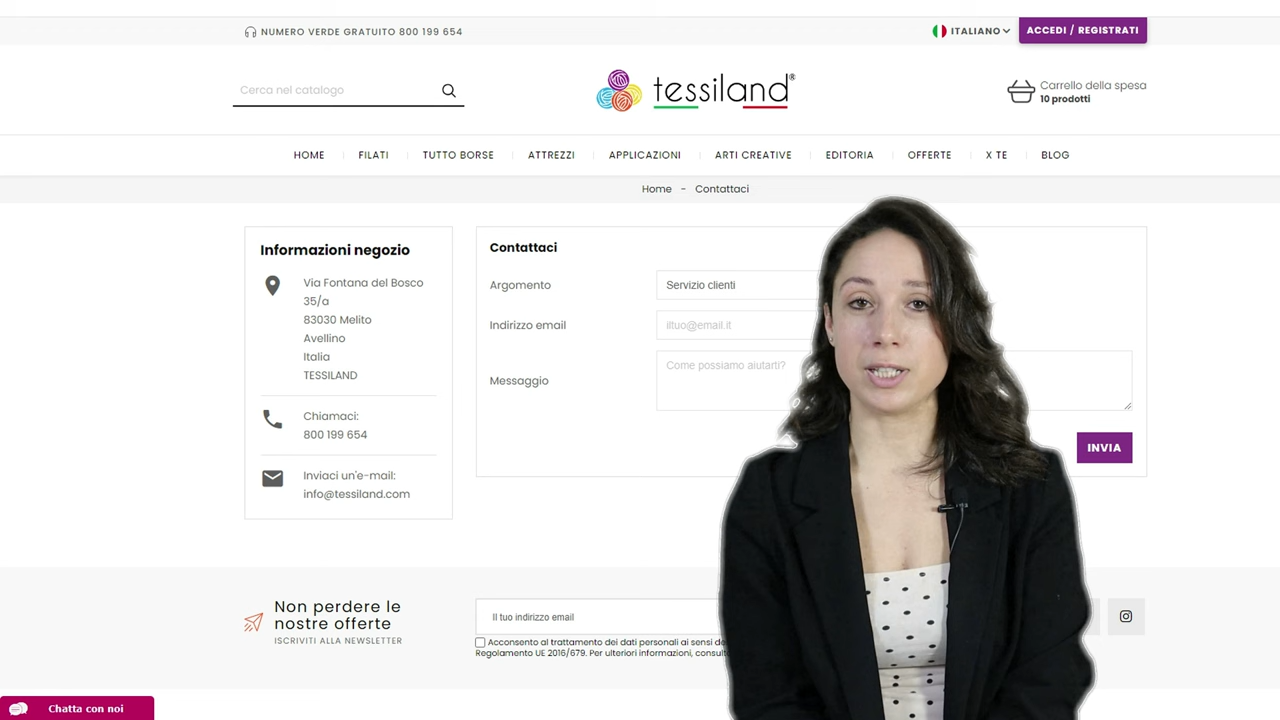 NUMERO VERDE GRATUITO 800 199 654
ITALIANO
ACCEDI / REGISTRATI
Cerca nel catalogo
tessiland®
Carrello della spesa
10 prodotti
HOME
FILATI
TUTTO BORSE
ATTREZZI
APPLICAZIONI
ARTI CREATIVE
EDITORIA
OFFERTE
X TE
BLOG
Home - Contattaci
Informazioni negozio
Via Fontana del Bosco
35/a
83030 Melito
Avellino
Italia
TESSILAND
Chiamaci:
800 199 654
Inviaci un'e-mail:
info@tessiland.com
Contattaci
Argomento
Servizio clienti
Indirizzo email
iltuo@email.it
Messaggio
Come possiamo aiutarti?
INVIA
Non perdere le
nostre offerte
ISCRIVITI ALLA NEWSLETTER
Il tuo indirizzo email
Acconsento al trattamento dei dati personali ai sensi
Regolamento UE 2016/679. Per ulteriori informazioni,
Chatta con noi